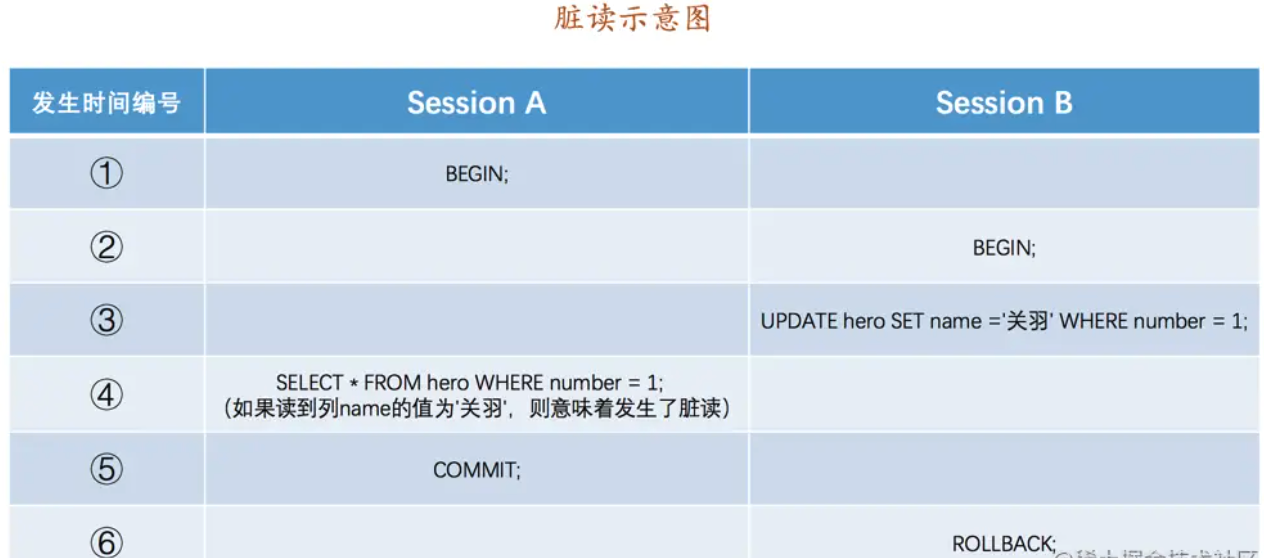 脏读示意图
发生时间编号 Session A Session B
① BEGIN;
② BEGIN;
③ UPDATE hero SET name ='关羽' WHERE number = 1;
④ SELECT * FROM hero WHERE number = 1;
（如果读到列name的值为'关羽'，则意味着发生了脏读）
⑤ COMMIT;
⑥ ROLLBACK;